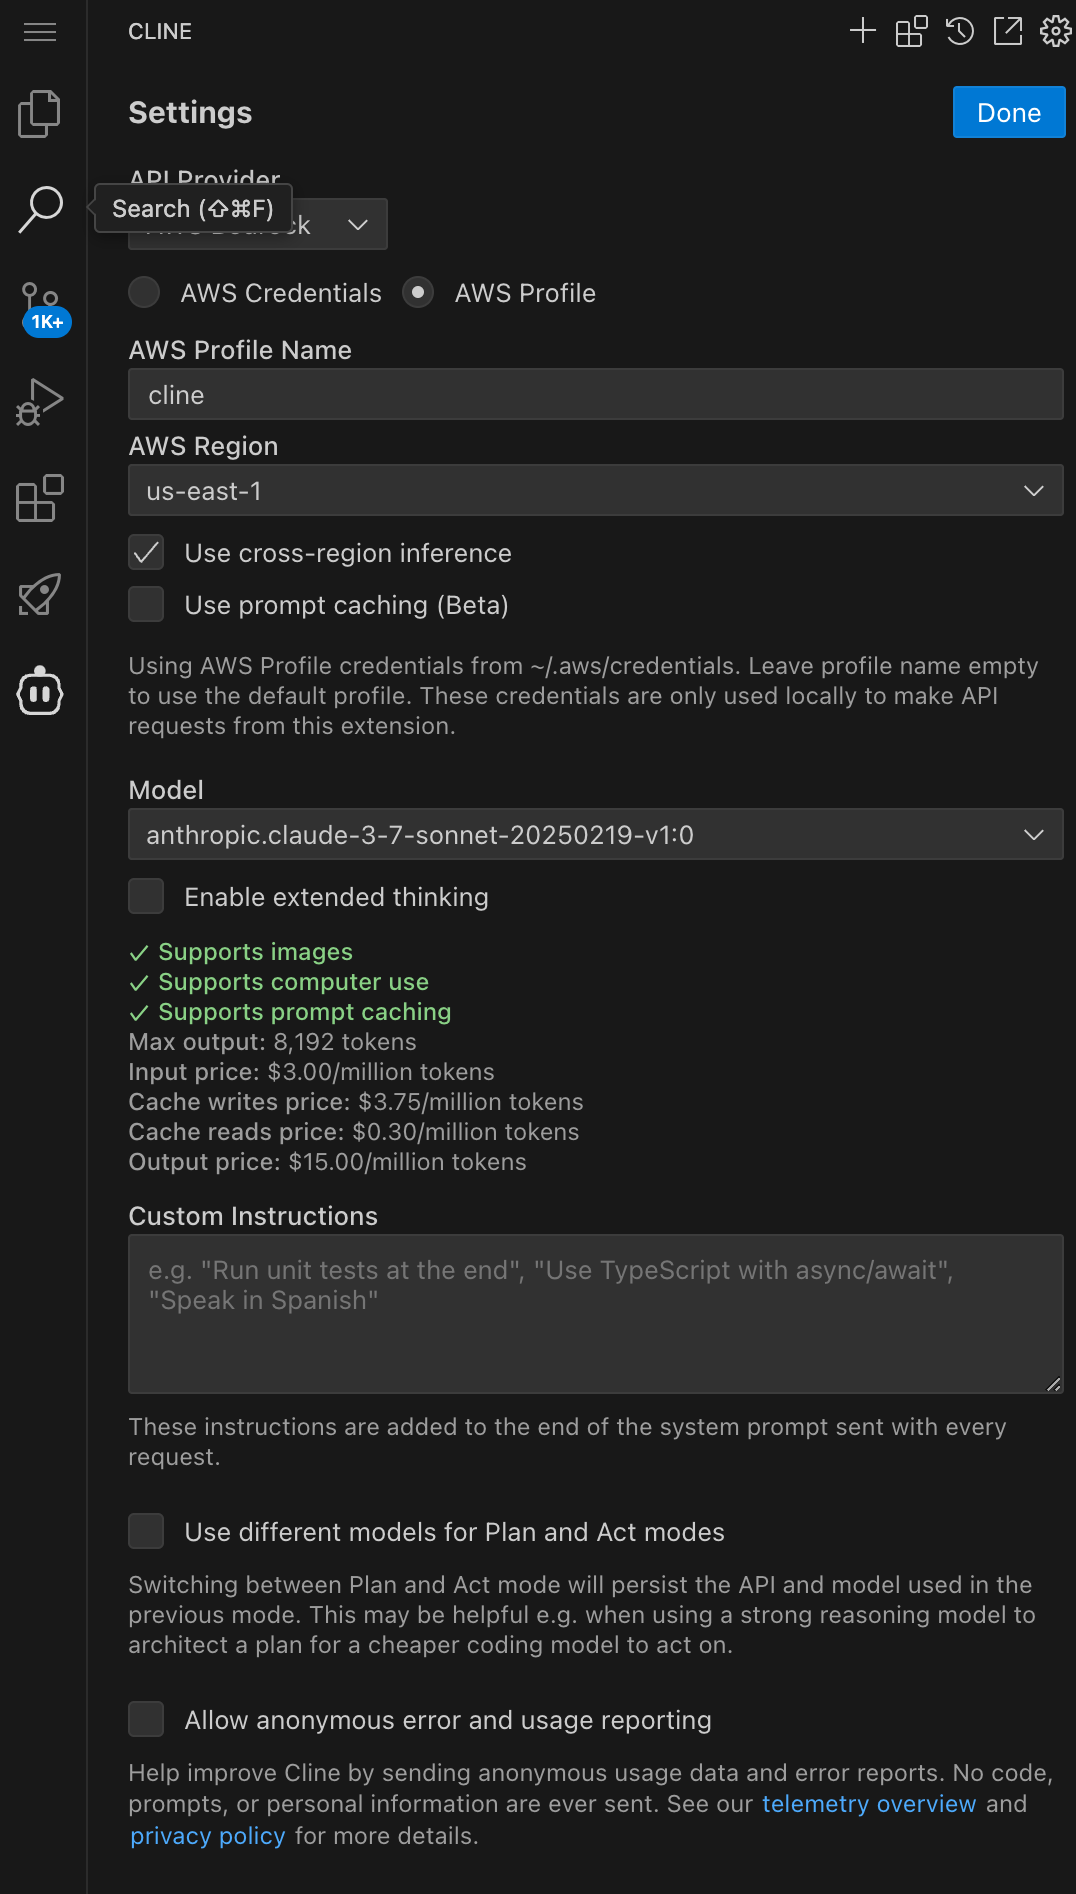 CLINE
Settings
Done
API Provider
Search (⇧⌘F)
AWS Bedrock
AWS Credentials
AWS Profile
1K+
AWS Profile Name
cline
AWS Region
us-east-1
Use cross-region inference
Use prompt caching (Beta)
Using AWS Profile credentials from ~/.aws/credentials. Leave profile name empty
to use the default profile. These credentials are only used locally to make API
requests from this extension.
Model
anthropic.claude-3-7-sonnet-20250219-v1:0
Enable extended thinking
✓ Supports images
✓ Supports computer use
✓ Supports prompt caching
Max output: 8,192 tokens
Input price: $3.00/million tokens
Cache writes price: $3.75/million tokens
Cache reads price: $0.30/million tokens
Output price: $15.00/million tokens
Custom Instructions
e.g. "Run unit tests at the end", "Use TypeScript with async/await",
"Speak in Spanish"
These instructions are added to the end of the system prompt sent with every
request.
Use different models for Plan and Act modes
Switching between Plan and Act mode will persist the API and model used in the
previous mode. This may be helpful e.g. when using a strong reasoning model to
architect a plan for a cheaper coding model to act on.
Allow anonymous error and usage reporting
Help improve Cline by sending anonymous usage data and error reports. No code,
prompts, or personal information are ever sent. See our telemetry overview and
privacy policy for more details.